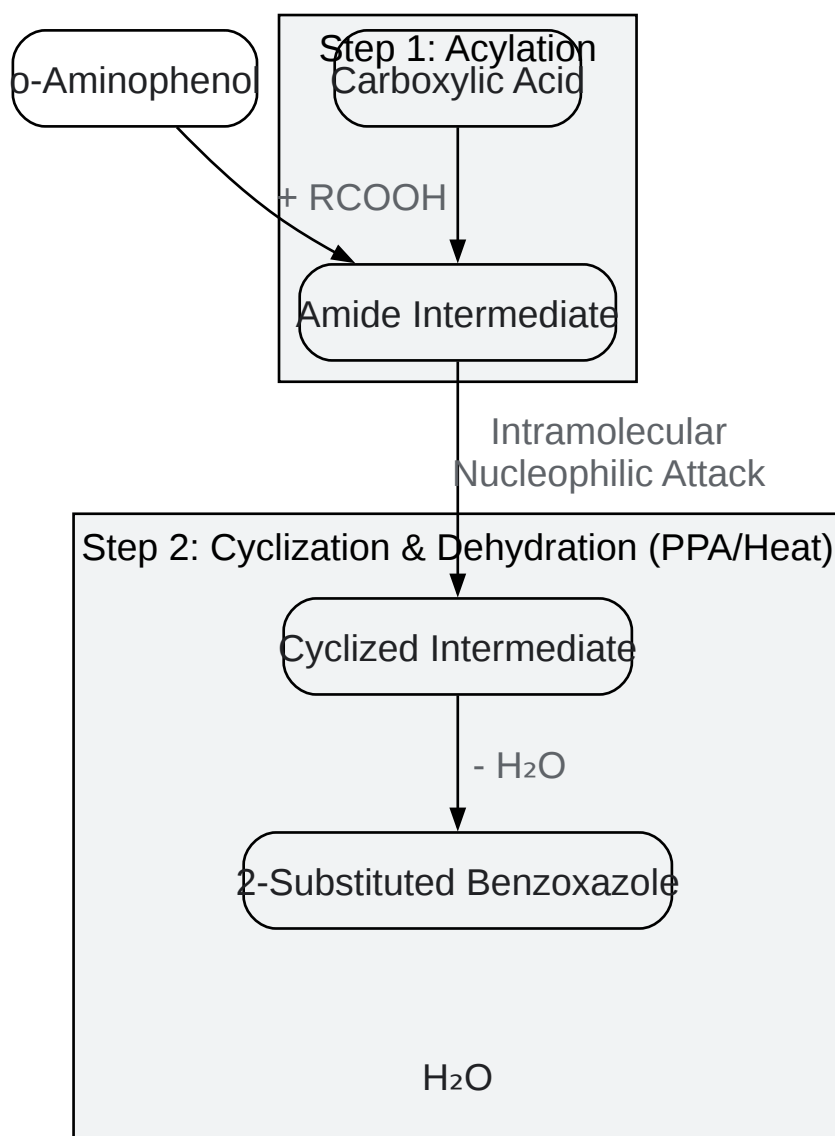 Step 1: Acylation
o-Aminophenol
Carboxylic Acid
+ RCOOH
Amide Intermediate
Intramolecular
Nucleophilic Attack
Step 2: Cyclization & Dehydration (PPA/Heat)
Cyclized Intermediate
- H₂O
2-Substituted Benzoxazole
H₂O